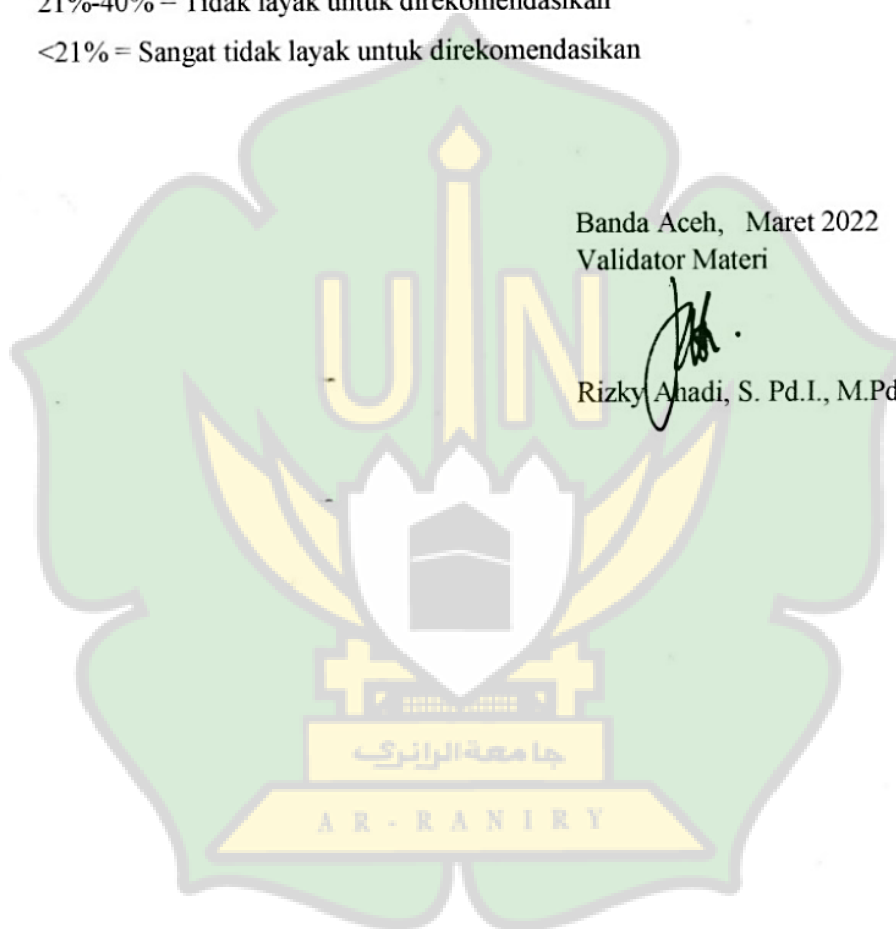 21%-40% = Tidak layak untuk direkomendasikan
<21% = Sangat tidak layak untuk direkomendasikan
Banda Aceh, Maret 2022
Validator Materi
Rizky Ahadi, S. Pd.I., M.Pd
UIN
جامعة الرانري
AR-RANIRY